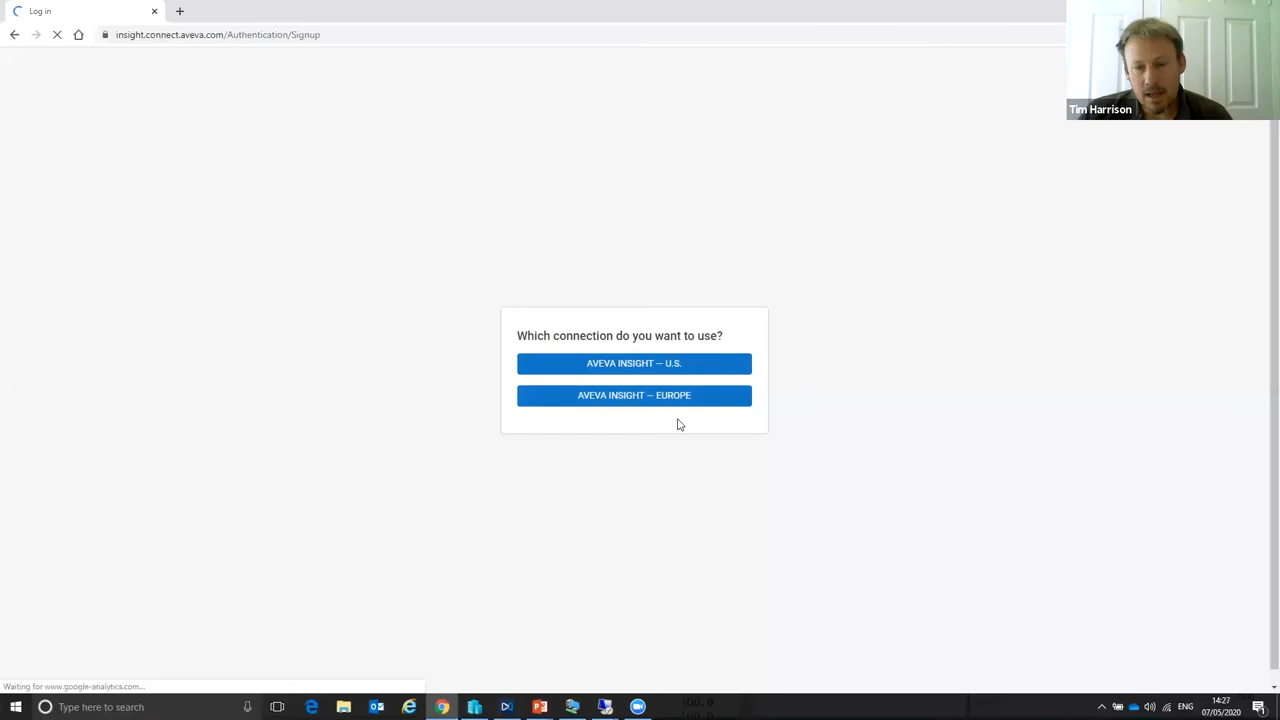 Log in
insight.connect.aveva.com/Authentication/Signup
Tim Harrison
Which connection do you want to use?
AVEVA INSIGHT — U.S.
AVEVA INSIGHT — EUROPE
Waiting for www.google-analytics.com...
Type here to search
ENG
14:27
07/05/2020